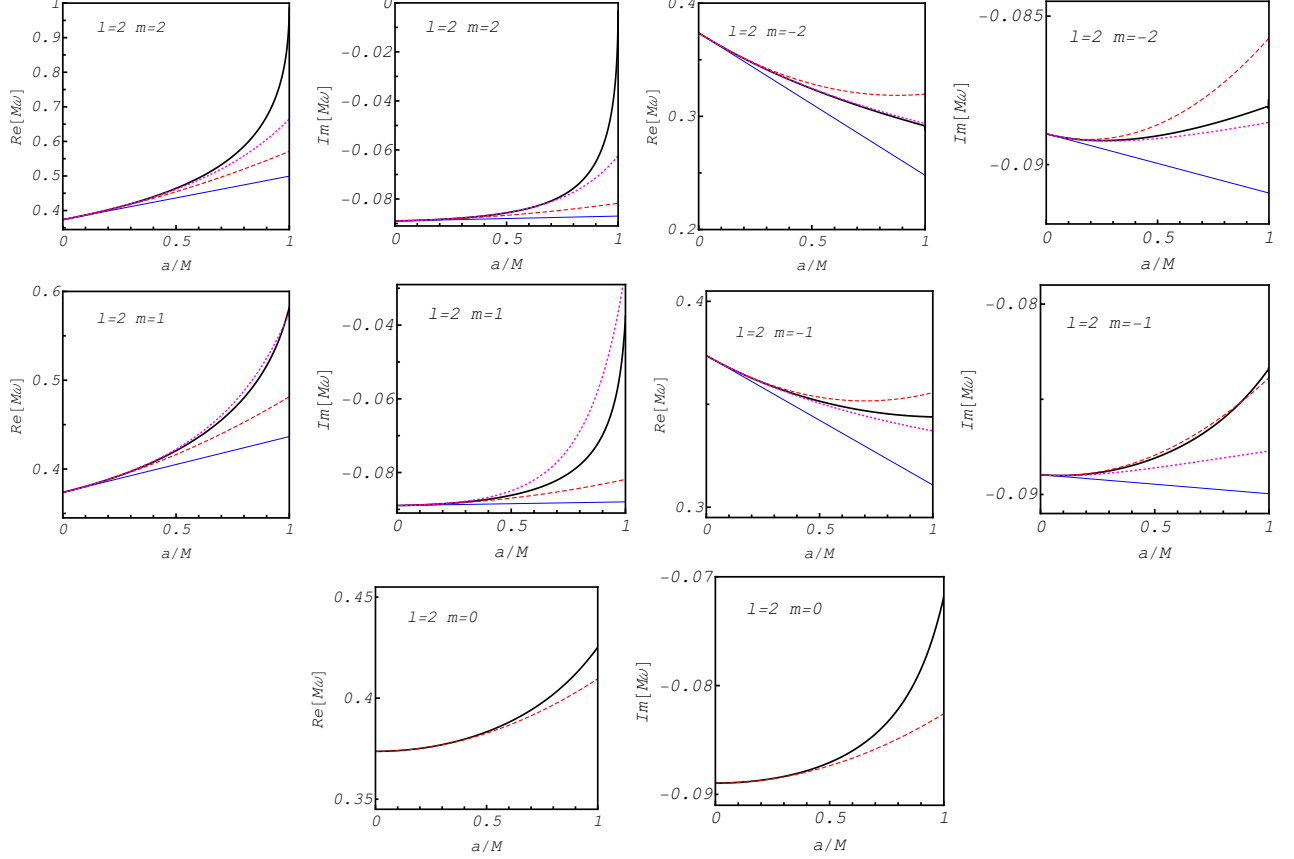 l=2 m=2
Re[Mω]
1
0.9
0.8
0.7
0.6
0.5
0.4
0
0.5
1
a/M
l=2 m=2
Im[Mω]
0
-0.02
-0.04
-0.06
-0.08
0
0.5
1
a/M
l=2 m=-2
Re[Mω]
0.4
0.3
0.2
0
0.5
1
a/M
l=2 m=-2
Im[Mω]
-0.085
-0.09
0
0.5
1
a/M
l=2 m=1
Re[Mω]
0.6
0.5
0.4
0
0.5
1
a/M
l=2 m=1
Im[Mω]
-0.04
-0.06
-0.08
0
0.5
1
a/M
l=2 m=-1
Re[Mω]
0.4
0.3
0
0.5
1
a/M
l=2 m=-1
Im[Mω]
-0.08
-0.09
0
0.5
1
a/M
l=2 m=0
Re[Mω]
0.45
0.4
0.35
0
0.5
1
a/M
l=2 m=0
Im[Mω]
-0.07
-0.08
-0.09
0
0.5
1
a/M